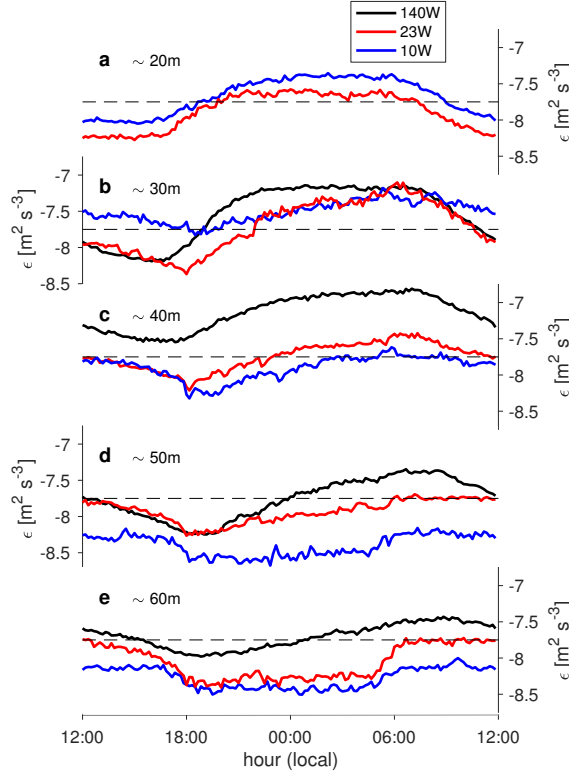 140W
23W
10W
a ~ 20m
-7
-7.5
-8
-8.5
ϵ [m² s⁻³]
b ~ 30m
-7
-7.5
-8
-8.5
ϵ [m² s⁻³]
c ~ 40m
-7
-7.5
-8
-8.5
ϵ [m² s⁻³]
d ~ 50m
-7
-7.5
-8
-8.5
ϵ [m² s⁻³]
e ~ 60m
-7
-7.5
-8
-8.5
ϵ [m² s⁻³]
12:00 18:00 00:00 06:00 12:00
hour (local)